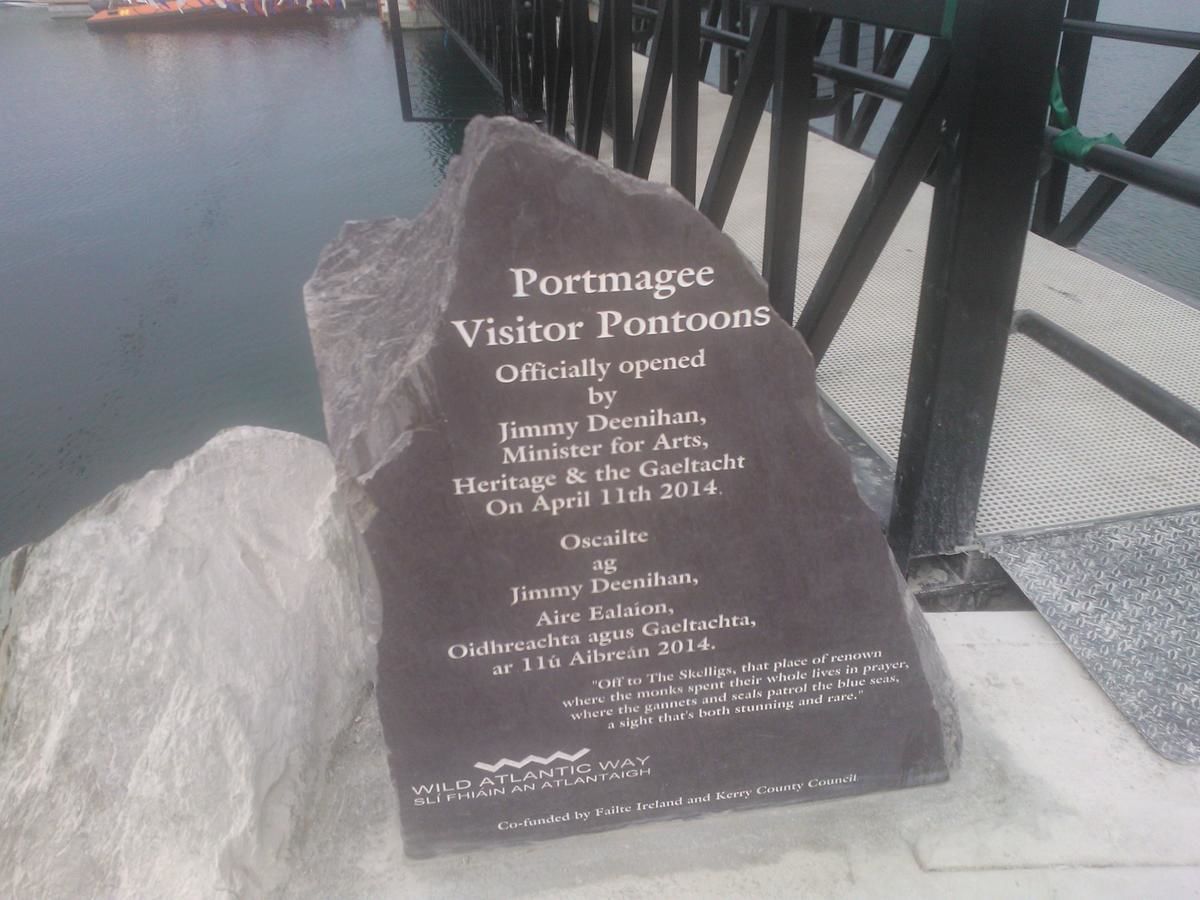 Portmagee
Visitor Pontoons
Officially opened
by
Jimmy Deenihan,
Minister for Arts,
Heritage & the Gaeltacht
On April 11th 2014.
Oscailte
ag
Jimmy Deenihan,
Aire Ealaíon,
Oidhreachta agus Gaeltachta,
ar 11ú Aibreán 2014.
"Off to The Skelligs, that place of renown
where the monks spent their whole lives in prayer,
where the gannets and seals patrol the blue seas,
a sight that's both stunning and rare."
WILD ATLANTIC WAY
SLÍ FHIÁIN AN ATLANTAIGH
Co-funded by Failte Ireland and Kerry County Council